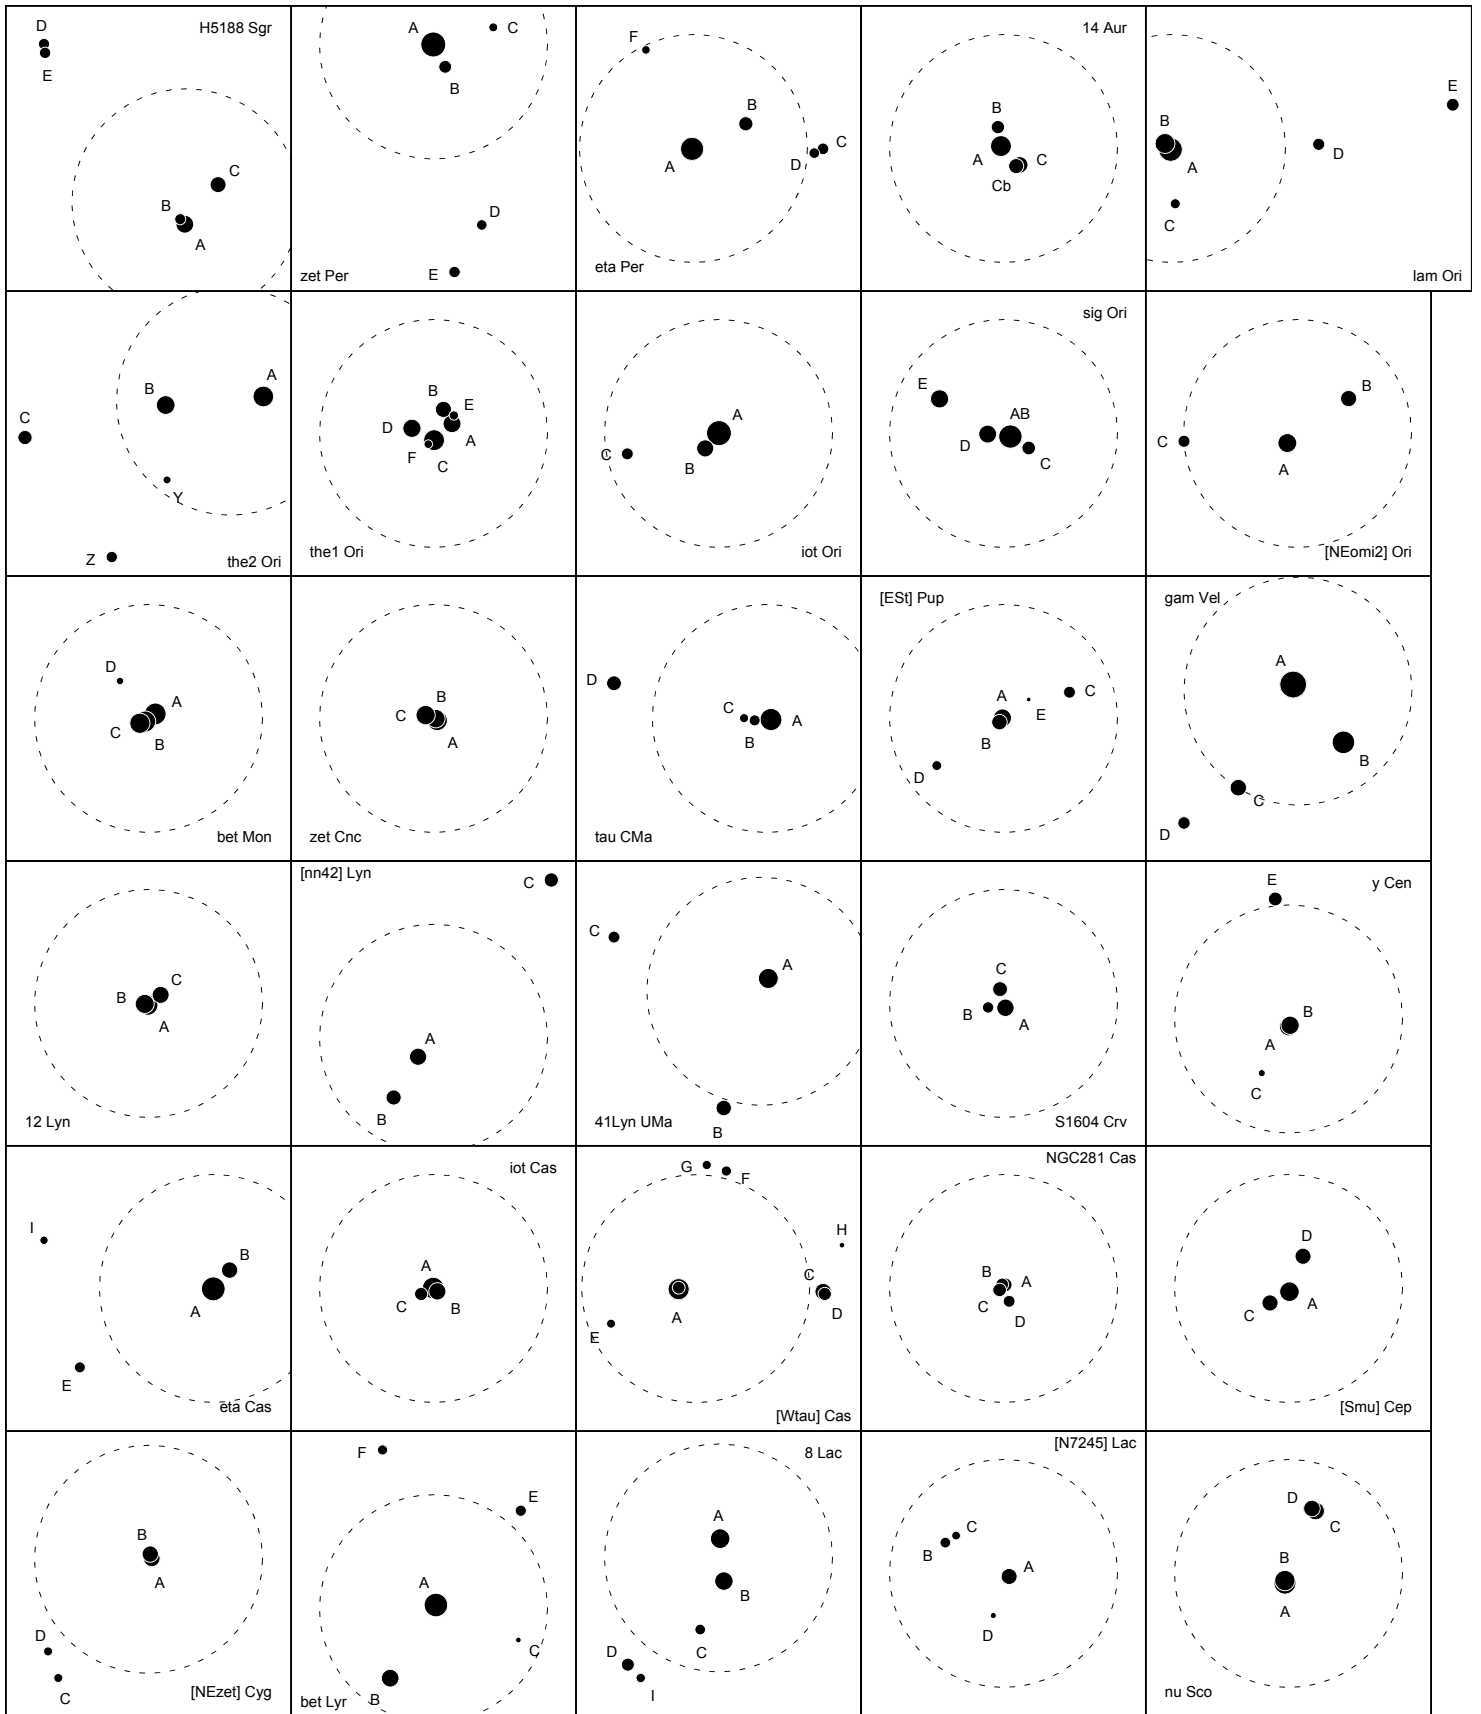 H5188 Sgr
D
E
C
B
A
zet Per
A
C
B
D
E
eta Per
F
B
A
C
D
14 Aur
B
A
C
Cb
lam Ori
E
B
D
A
C
the2 Ori
A
B
C
Y
Z
the1 Ori
B
E
D
A
F
C
iot Ori
A
C
B
sig Ori
E
AB
D
C
[NEomi2] Ori
B
C
A
bet Mon
D
A
C
B
zet Cnc
B
C
A
tau CMa
D
C
A
B
[ESt] Pup
A
C
E
B
D
gam Vel
A
B
C
D
12 Lyn
C
B
A
[nn42] Lyn
C
A
B
41Lyn UMa
C
A
B
S1604 Crv
C
B
A
y Cen
E
B
A
C
eta Cas
I
B
A
E
iot Cas
A
C
B
[Wtau] Cas
G
F
H
C
A
D
E
NGC281 Cas
B
A
C
D
[Smu] Cep
D
C
A
[NEzet] Cyg
B
A
D
C
bet Lyr
F
E
A
C
B
8 Lac
A
B
C
D
I
[N7245] Lac
C
B
A
D
nu Sco
D
C
B
A